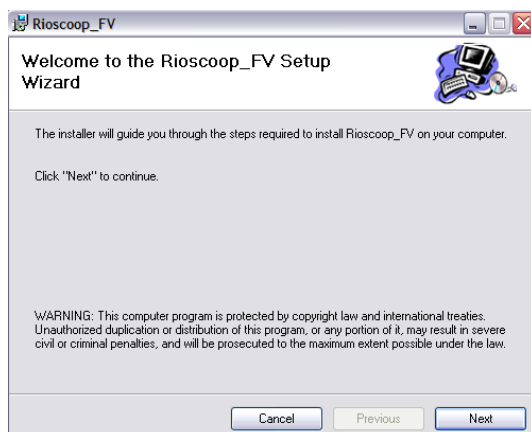 Rioscoop_FV
Welcome to the Rioscoop_FV Setup
Wizard
The installer will guide you through the steps required to install Rioscoop_FV on your computer.
Click "Next" to continue.
WARNING: This computer program is protected by copyright law and international treaties.
Unauthorized duplication or distribution of this program, or any portion of it, may result in severe
civil or criminal penalties, and will be prosecuted to the maximum extent possible under the law.
Cancel
Previous
Next